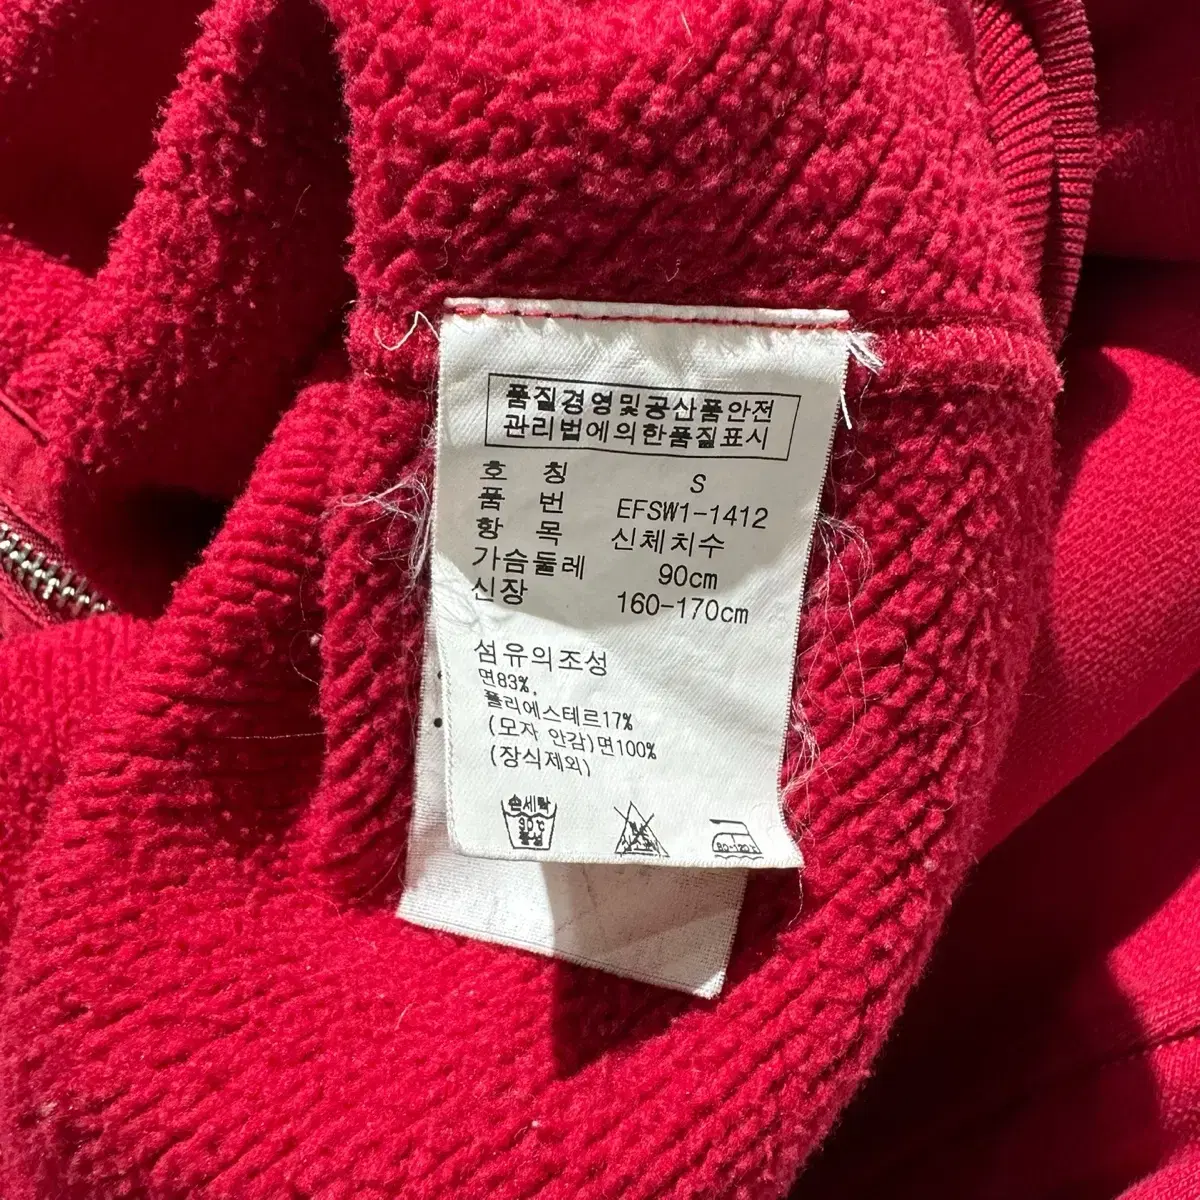 품질경영및공산품안전
관리법에의한품질표시
호 칭 S
품 번 EFSW1-1412
항 목 신체치수
가슴둘레 90cm
신장 160-170cm
섬유의조성
면83%,
폴리에스테르17%
(모자 안감)면100%
(장식제외)
손세탁
30℃
중성